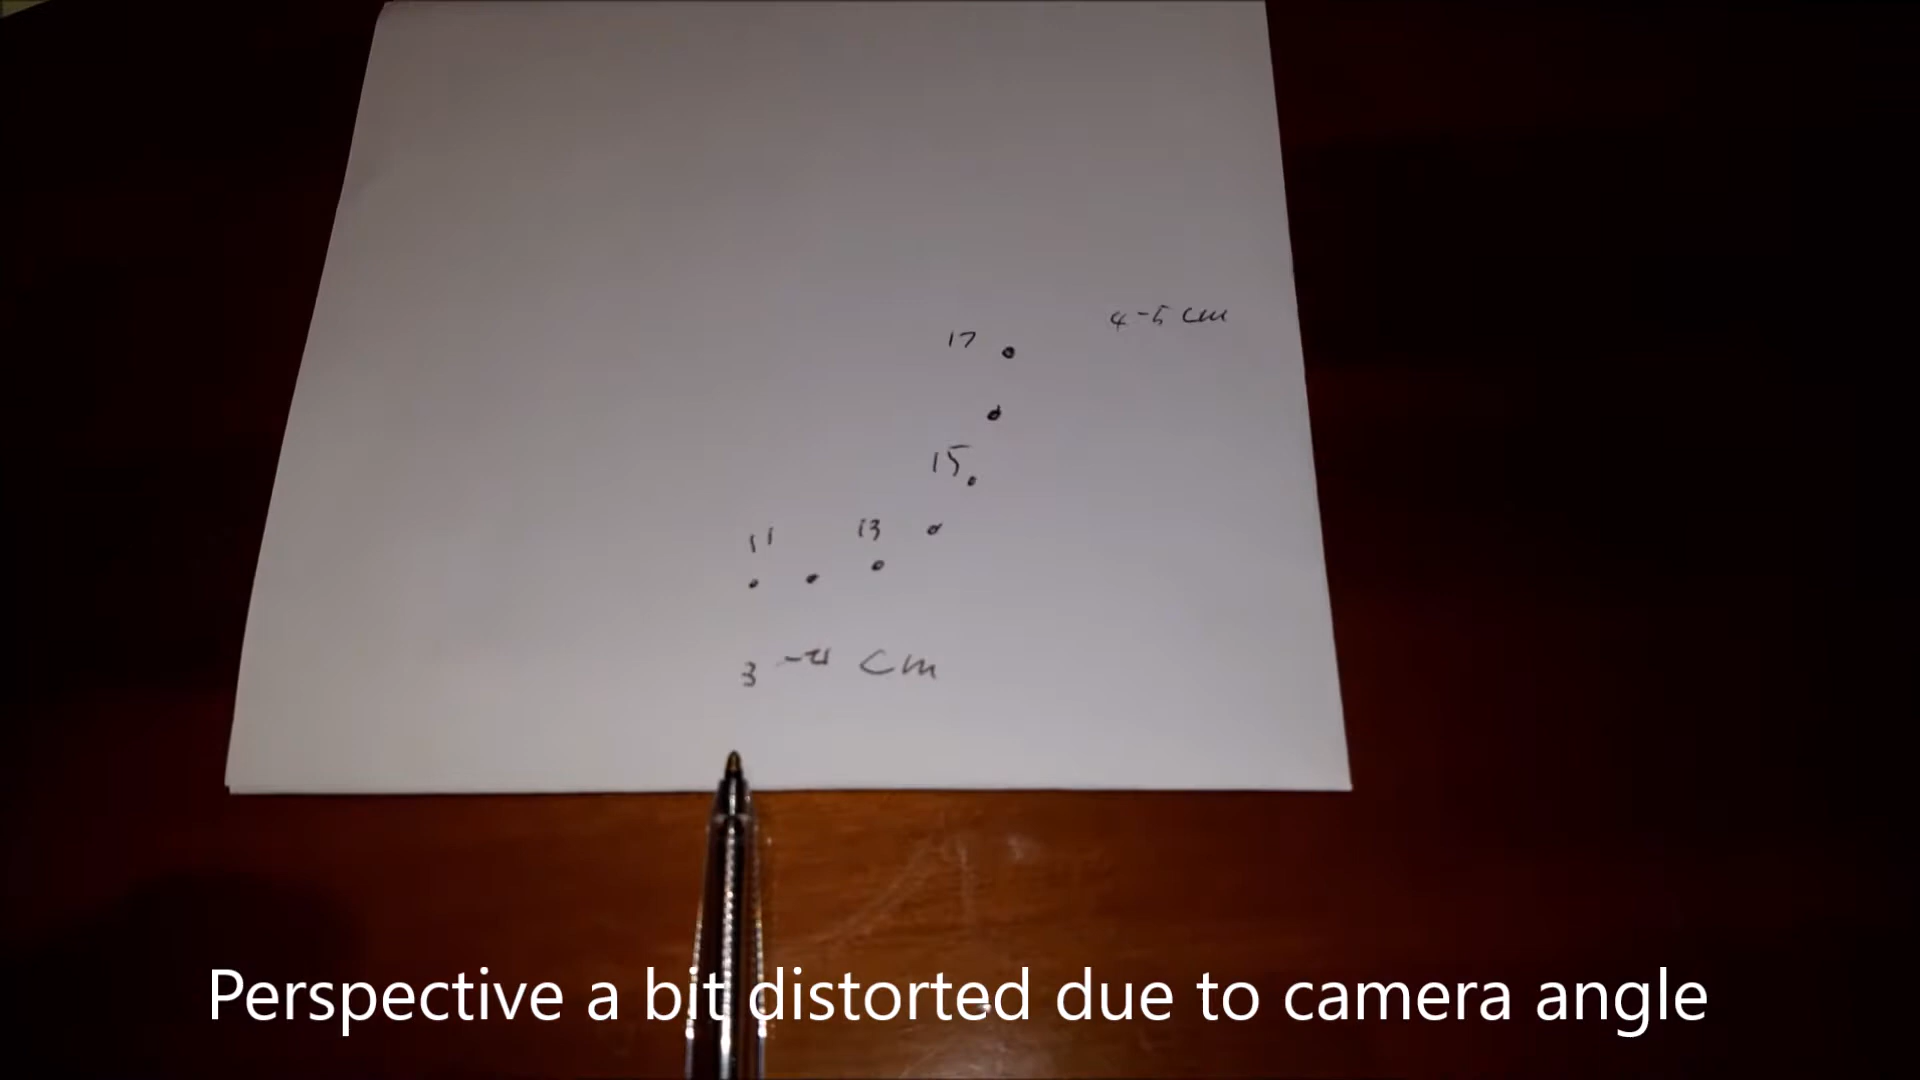 4-5 cm
17
15
13
11
3-4 cm
Perspective a bit distorted due to camera angle